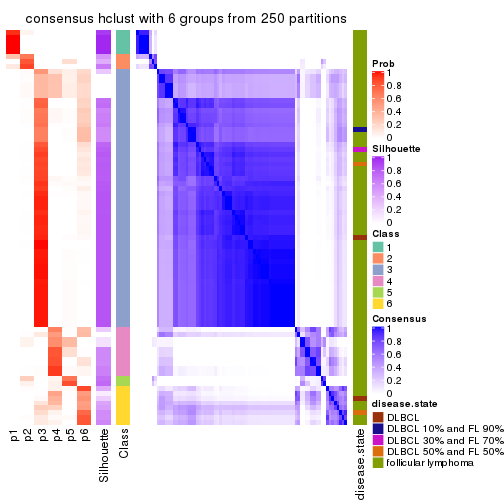 consensus hclust with 6 groups from 250 partitions
Prob
1
0.8
0.6
0.4
0.2
0
Silhouette
1
0.8
0.6
0.4
0.2
0
Class
1
2
3
4
5
6
Consensus
1
0.8
0.6
0.4
0.2
0
disease.state
DLBCL
DLBCL 10% and FL 90%
DLBCL 30% and FL 70%
DLBCL 50% and FL 50%
follicular lymphoma
p1
p2
p3
p4
p5
p6
Silhouette
Class
disease.state